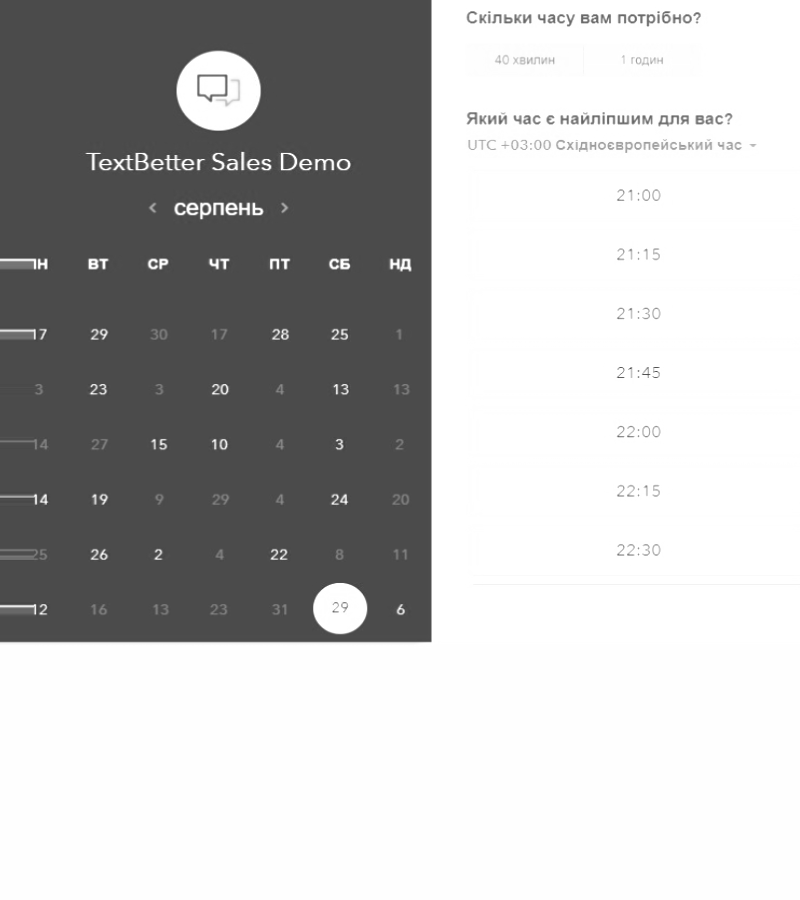 TextBetter Sales Demo
< серпень >
ІН ВТ СР ЧТ ПТ СБ НД
17 29 30 17 28 25 1
3 23 3 20 4 13 13
14 27 15 10 4 3 2
14 19 9 29 4 24 20
25 26 2 4 22 8 11
12 16 13 23 31 29 6
Скільки часу вам потрібно?
40 хвилин 1 годин
Який час є найліпшим для вас?
UTC +03:00 Східноєвропейський час
21:00
21:15
21:30
21:45
22:00
22:15
22:30